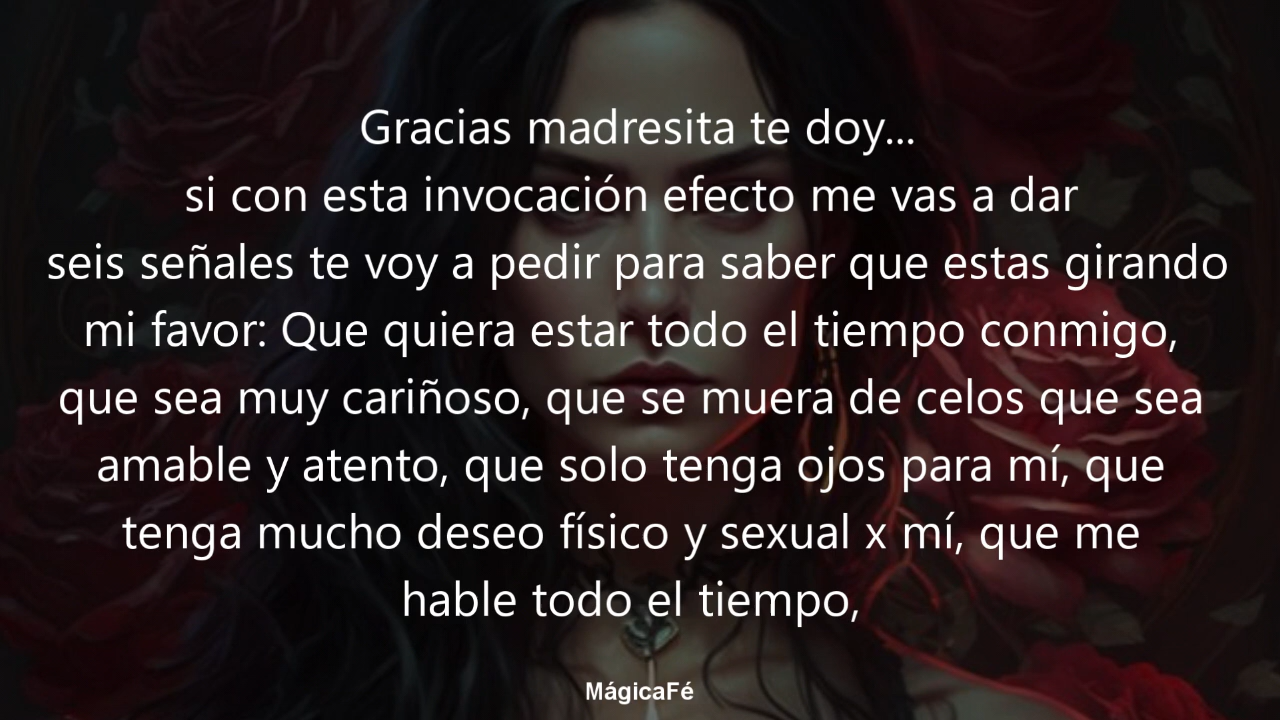 Gracias madresita te doy...
si con esta invocación efecto me vas a dar
seis señales te voy a pedir para saber que estas girando
mi favor: Que quiera estar todo el tiempo conmigo,
que sea muy cariñoso, que se muera de celos que sea
amable y atento, que solo tenga ojos para mí, que
tenga mucho deseo físico y sexual x mí, que me
hable todo el tiempo,
MágicaFé